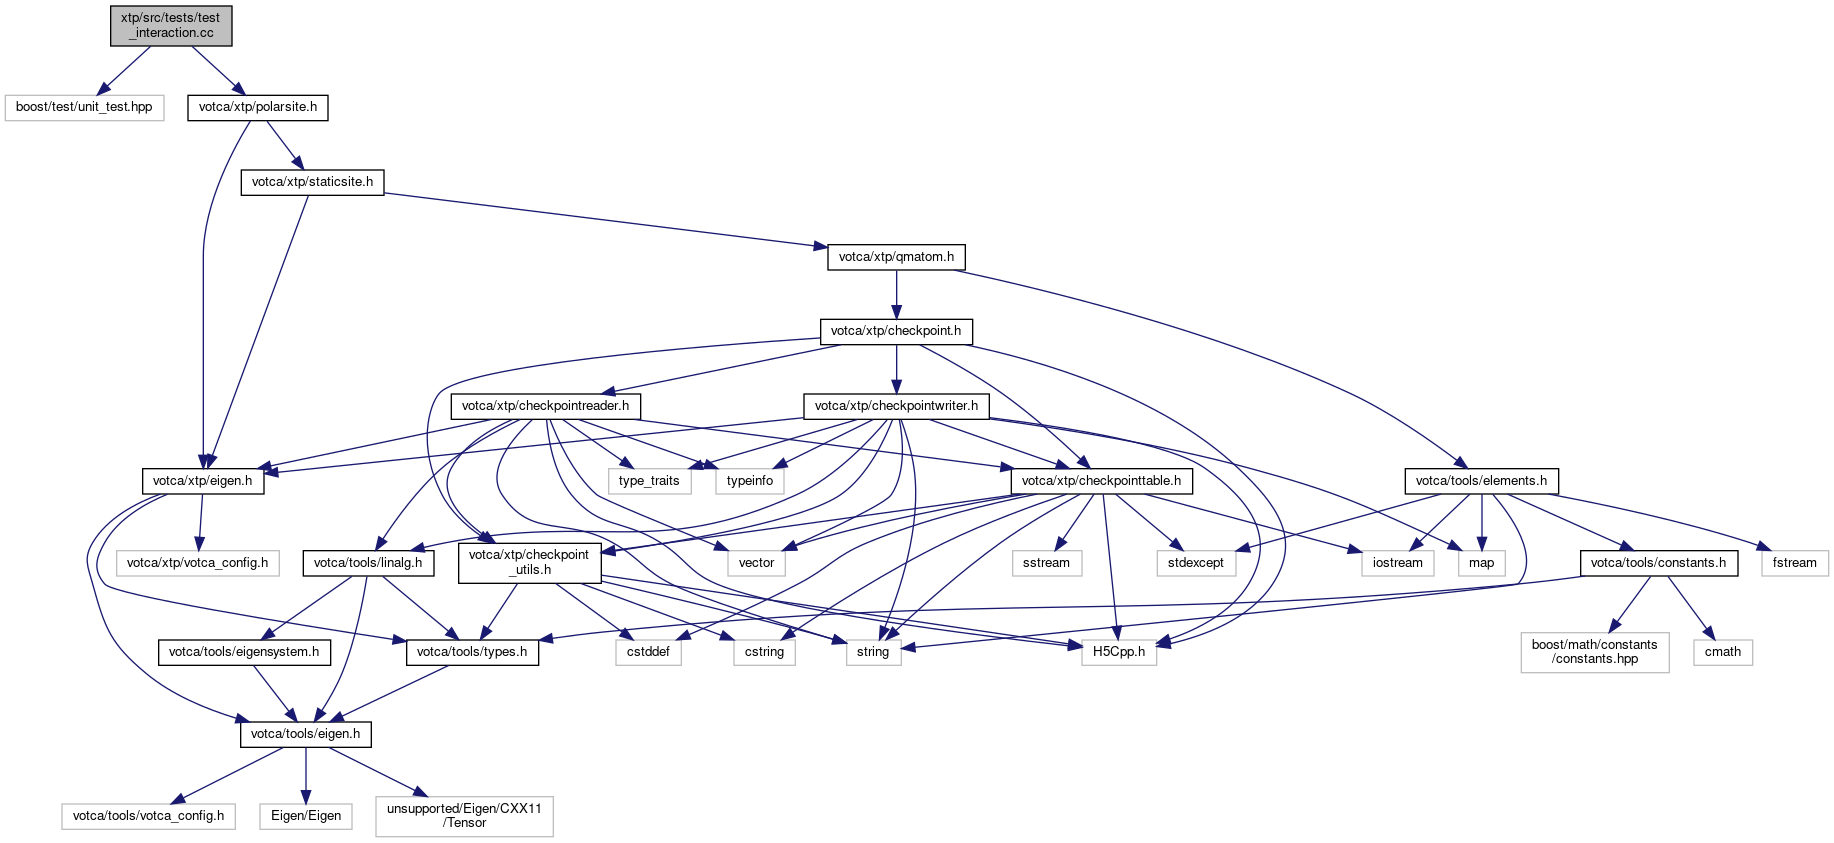 xtp/src/tests/test
_interaction.cc
boost/test/unit_test.hpp
votca/xtp/polarsite.h
votca/xtp/staticsite.h
votca/xtp/qmatom.h
votca/xtp/checkpoint.h
votca/xtp/checkpointreader.h
votca/xtp/checkpointwriter.h
votca/xtp/eigen.h
type_traits
typeinfo
votca/xtp/checkpointtable.h
votca/tools/elements.h
votca/xtp/votca_config.h
votca/tools/linalg.h
votca/xtp/checkpoint
_utils.h
vector
sstream
stdexcept
iostream
map
votca/tools/constants.h
fstream
votca/tools/eigensystem.h
votca/tools/types.h
cstddef
cstring
string
H5Cpp.h
boost/math/constants
/constants.hpp
cmath
votca/tools/eigen.h
votca/tools/votca_config.h
Eigen/Eigen
unsupported/Eigen/CXX11
/Tensor